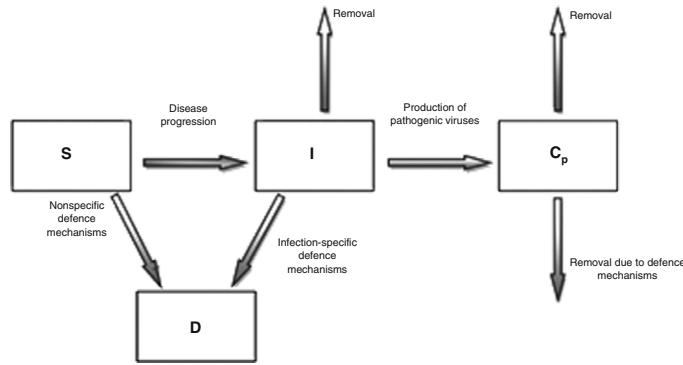 Removal
Removal
Disease
progression
Production of
pathogenic viruses
S
I
Cp
Nonspecific
defence
mechanisms
Infection-specific
defence
mechanisms
Removal due to defence
mechanisms
D